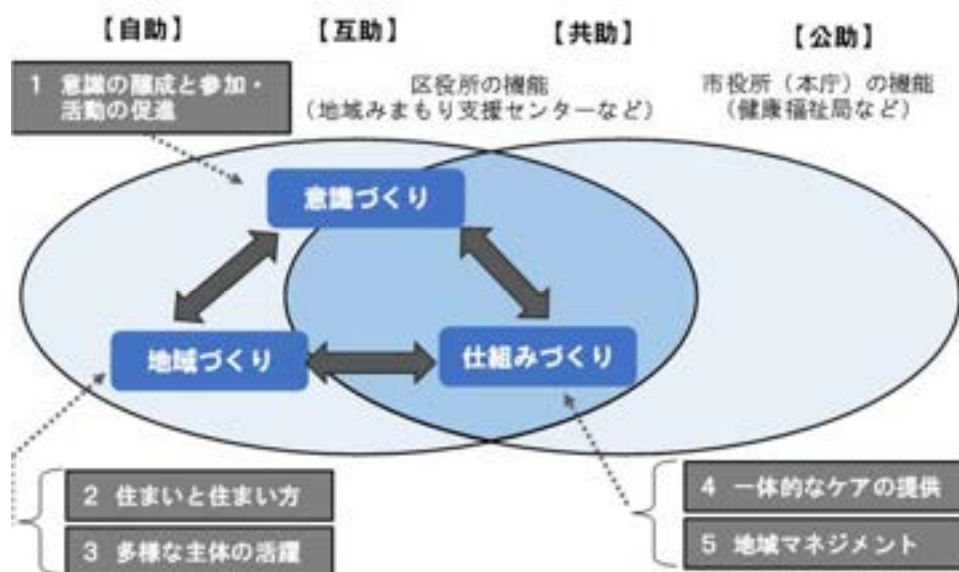 【自助】
【互助】
【共助】
【公助】
1 意識の醸成と参加・
活動の促進
区役所の機能
(地域みまもり支援センターなど)
市役所(本庁)の機能
(健康福祉局など)
意識づくり
地域づくり
仕組みづくり
2 住まいと住まい方
3 多様な主体の活躍
4 一体的なケアの提供
5 地域マネジメント